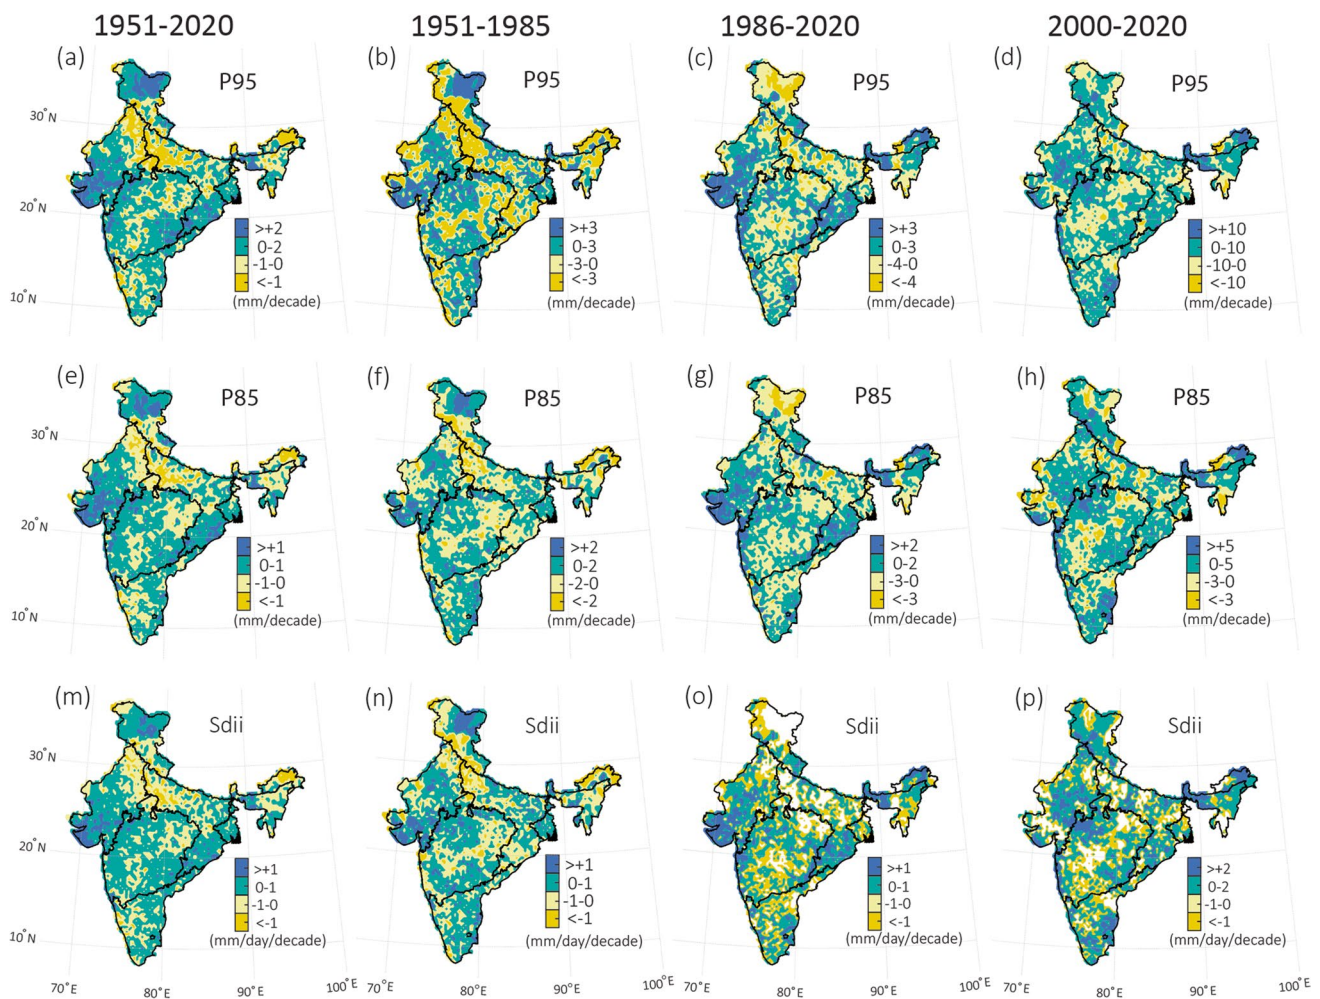 1951-2020 1951-1985 1986-2020 2000-2020
(a) P95 (b) P95 (c) P95 (d) P95
30°N
20°N
10°N
>+2
0-2
-1-0
<-1
(mm/decade)
>+3
0-3
-3-0
<-3
(mm/decade)
>+3
0-3
-4-0
<-4
(mm/decade)
>+10
0-10
-10-0
<-10
(mm/decade)
(e) P85 (f) P85 (g) P85 (h) P85
30°N
20°N
10°N
>+1
0-1
-1-0
<-1
(mm/decade)
>+2
0-2
-2-0
<-2
(mm/decade)
>+2
0-2
-3-0
<-3
(mm/decade)
>+5
0-5
-3-0
<-3
(mm/decade)
(m) Sdii (n) Sdii (o) Sdii (p) Sdii
30°N
20°N
10°N
>+1
0-1
-1-0
<-1
(mm/day/decade)
>+1
0-1
-1-0
<-1
(mm/day/decade)
>+1
0-1
-1-0
<-1
(mm/day/decade)
>+2
0-2
-1-0
<-1
(mm/day/decade)
70°E 80°E 90°E 100°E 70°E 80°E 90°E 100°E 70°E 80°E 90°E 100°E 70°E 80°E 90°E 100°E